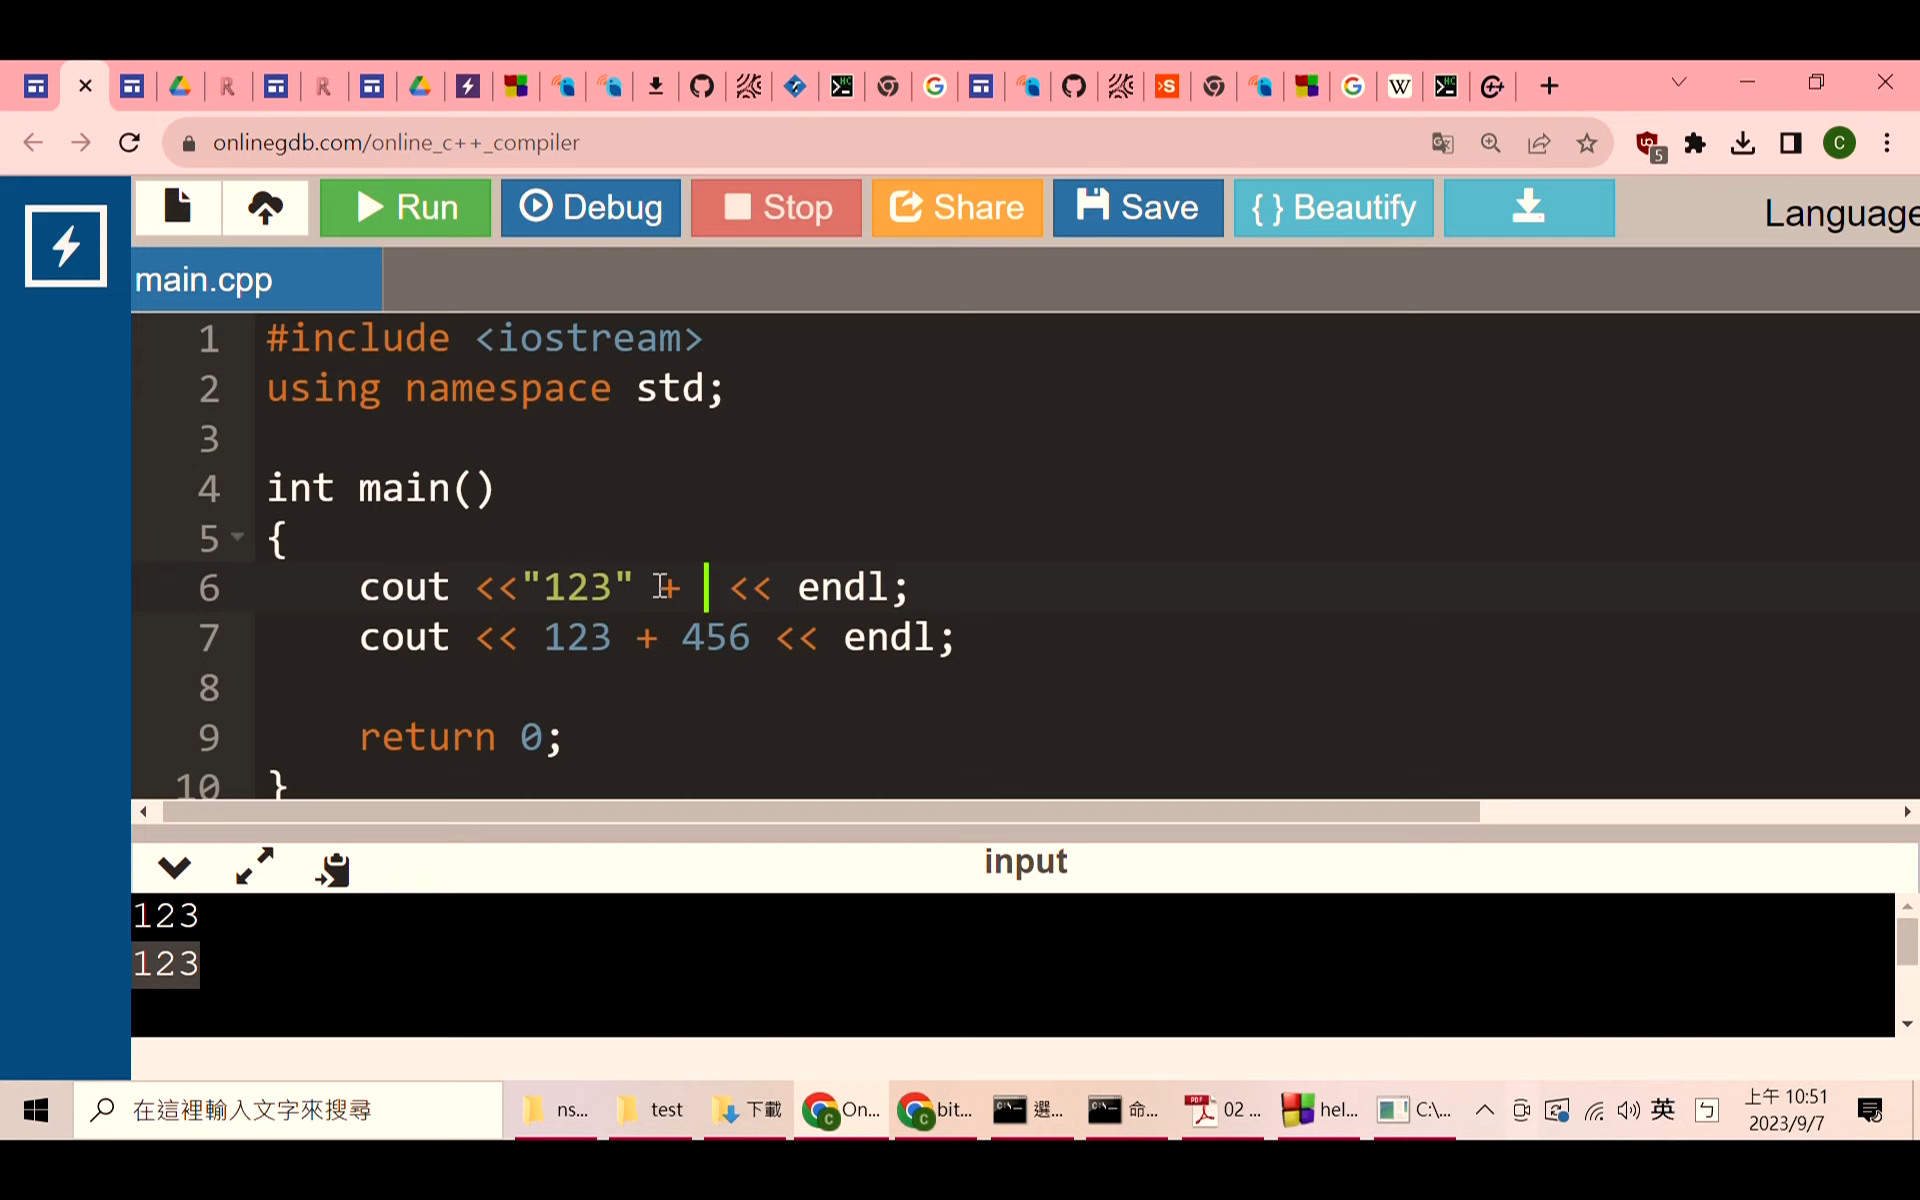 onlinegdb.com/online_c++_compiler
5
C
Run
Debug
Stop
Share
Save
{ } Beautify
Language
main.cpp
1 #include <iostream>
2 using namespace std;
3
4 int main()
5 {
6 cout <<"123" + << endl;
7 cout << 123 + 456 << endl;
8
9 return 0;
10 }
input
123
123
在這裡輸入文字來搜尋
ns...
test
下載
On...
bit...
選...
命...
02 ...
hel...
C:\...
英
ㄅ
上午 10:51
2023/9/7